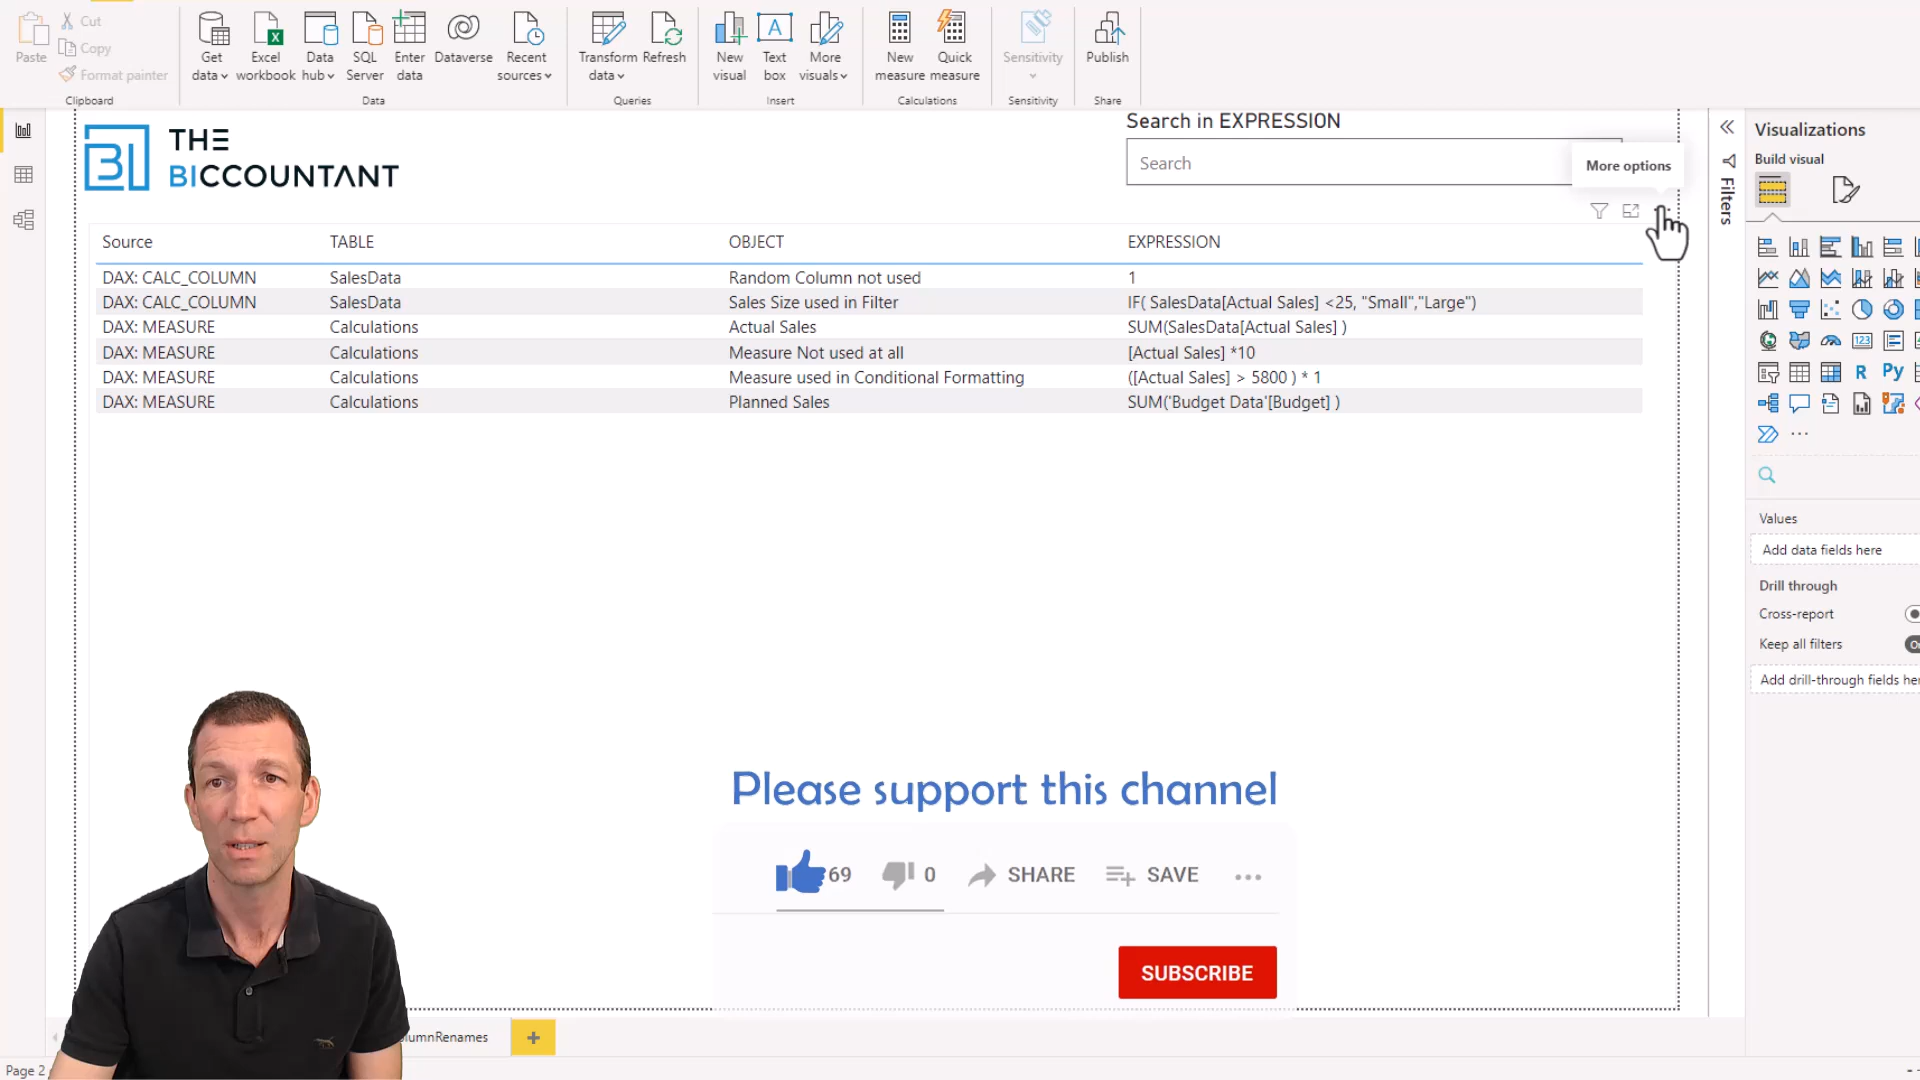 Paste
Cut
Copy
Format painter
Clipboard
Get data
Excel workbook
Data hub
SQL Server
Enter data
Dataverse
Recent sources
Data
Transform data
Refresh
Queries
New visual
Text box
More visuals
Insert
New measure
Quick measure
Calculations
Sensitivity
Sensitivity
Publish
Share
THE
BICCOUNTANT
Search in EXPRESSION
Search
More options
Source TABLE OBJECT EXPRESSION
DAX: CALC_COLUMN SalesData Random Column not used 1
DAX: CALC_COLUMN SalesData Sales Size used in Filter IF( SalesData[Actual Sales] <25, "Small","Large")
DAX: MEASURE Calculations Actual Sales SUM(SalesData[Actual Sales] )
DAX: MEASURE Calculations Measure Not used at all [Actual Sales] *10
DAX: MEASURE Calculations Measure used in Conditional Formatting ([Actual Sales] > 5800 ) * 1
DAX: MEASURE Calculations Planned Sales SUM('Budget Data'[Budget] )
Please support this channel
69 0 SHARE SAVE
SUBSCRIBE
Filters
Visualizations
Build visual
123
R Py
Values
Add data fields here
Drill through
Cross-report
Keep all filters
Add drill-through fields her
lumnRenames
Page 2